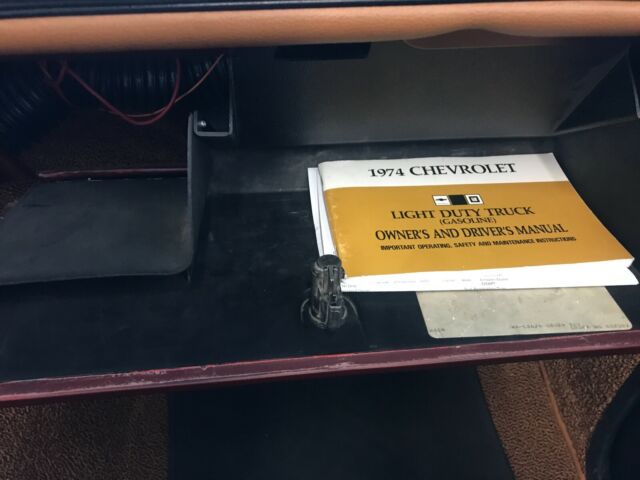 1974 CHEVROLET
LIGHT DUTY TRUCK
(GASOLINE)
OWNER'S AND DRIVER'S MANUAL
IMPORTANT OPERATING, SAFETY AND MAINTENANCE INSTRUCTIONS